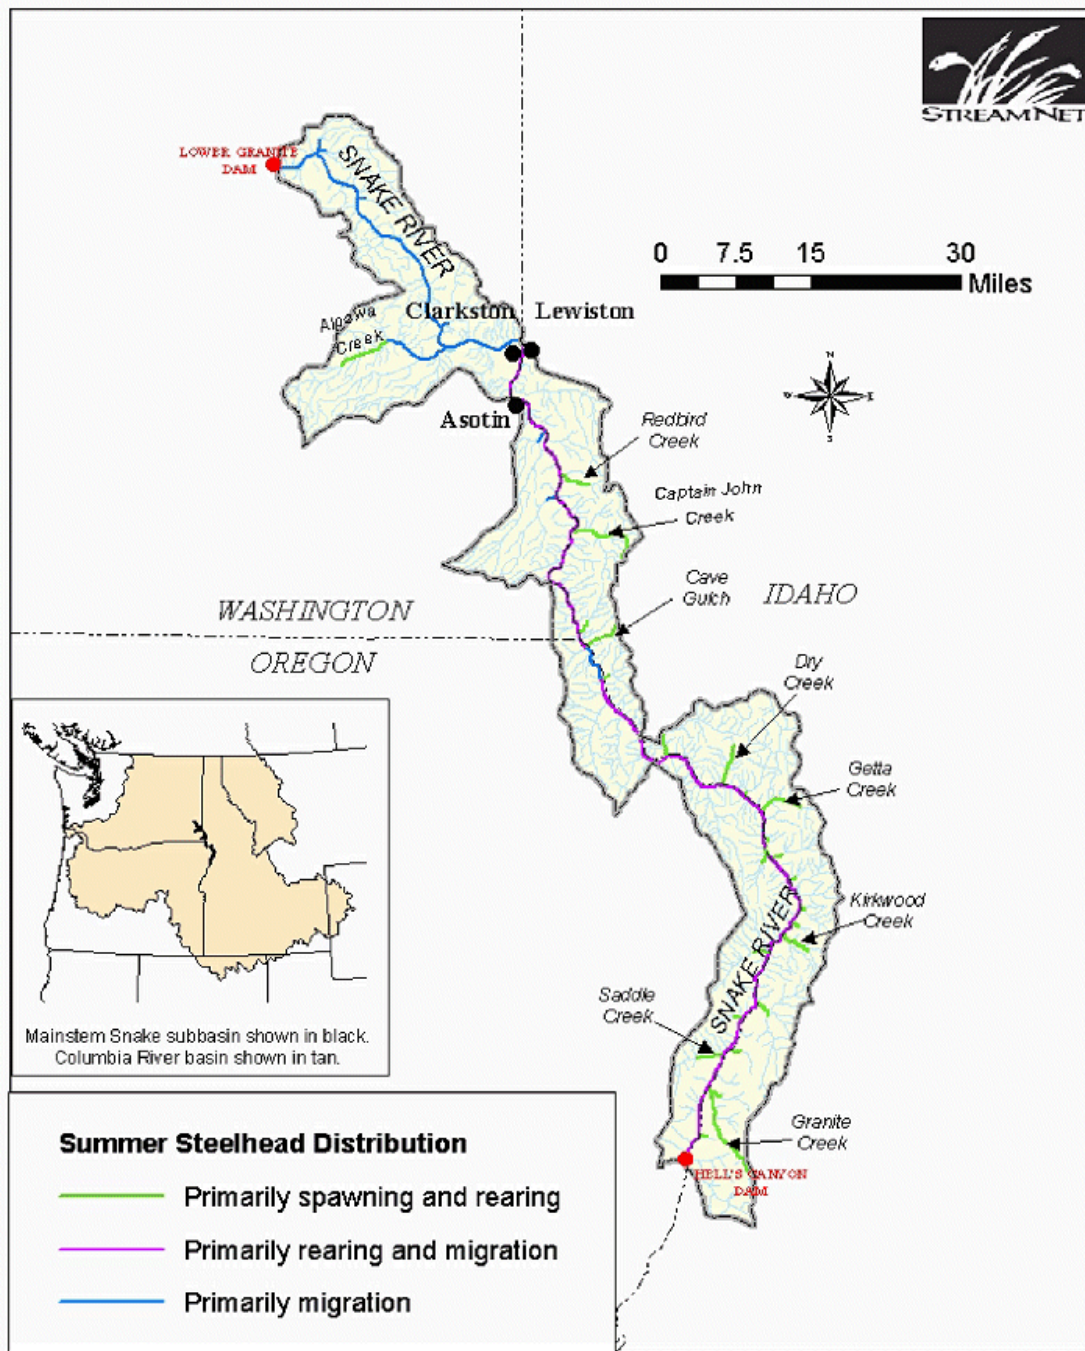 STREAMNET
LOWER GRANITE
DAM
SNAKE RIVER
0 7.5 15 30
Miles
Clarkston
Lewiston
Alpowa
Creek
N
W E
S
Asotin
Redbird
Creek
Captain John
Creek
Cave
Gulch
IDAHO
WASHINGTON
OREGON
Dry
Creek
Getta
Creek
Kirkwood
Creek
SNAKE RIVER
Saddle
Creek
Granite
Creek
HELL'S CANYON
DAM
Mainstem Snake subbasin shown in black.
Columbia River basin shown in tan.
Summer Steelhead Distribution
Primarily spawning and rearing
Primarily rearing and migration
Primarily migration